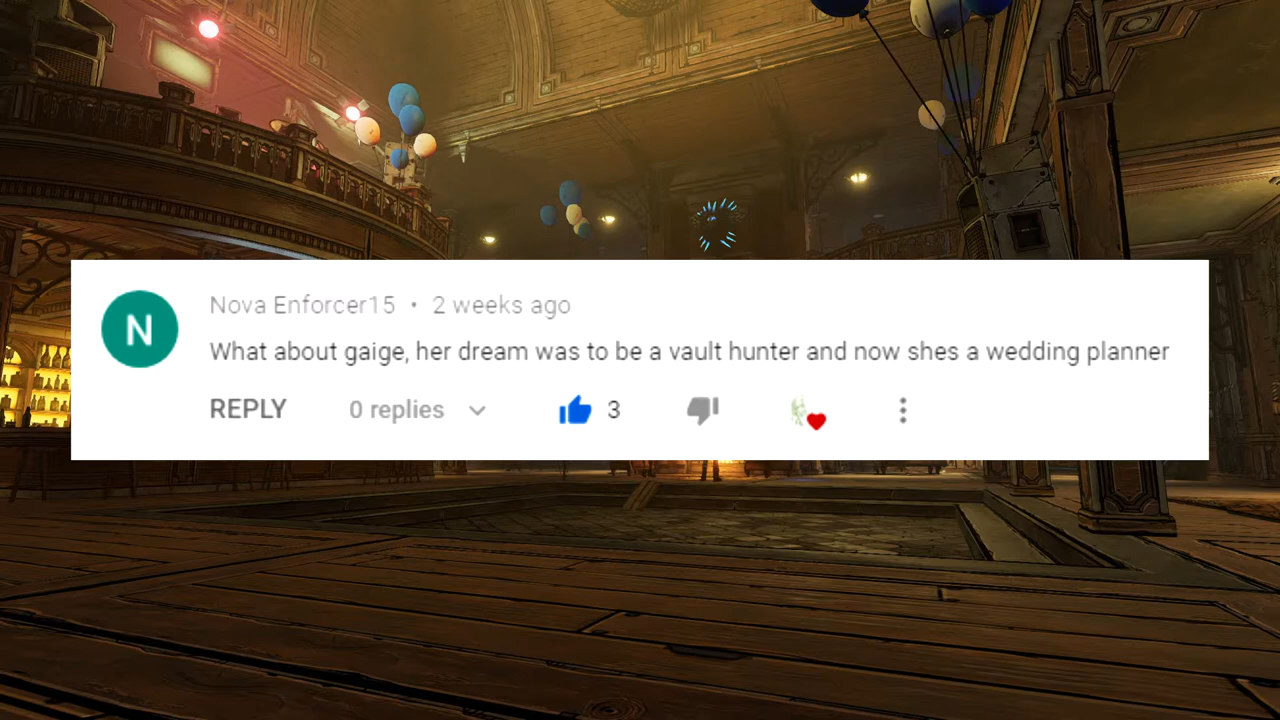 N
Nova Enforcer15 • 2 weeks ago
What about gaige, her dream was to be a vault hunter and now shes a wedding planner
REPLY 0 replies 3